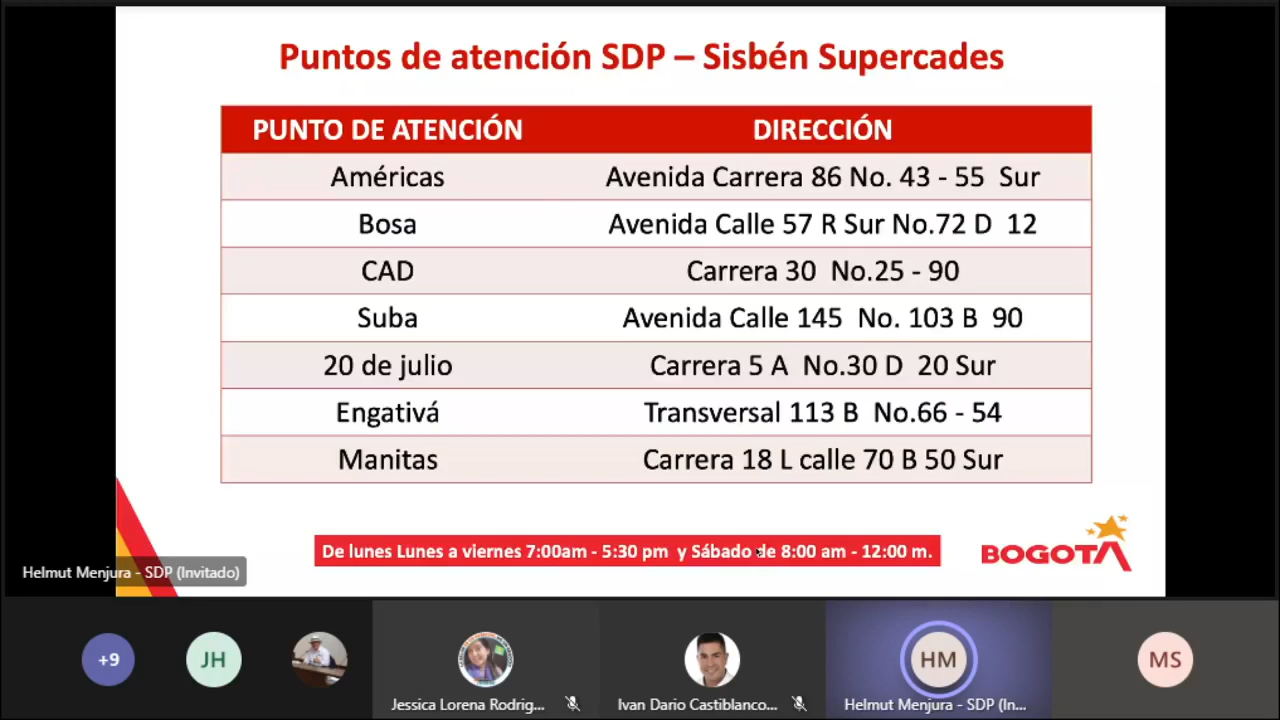 Puntos de atención SDP – Sisbén Supercades
PUNTO DE ATENCIÓN DIRECCIÓN
Américas Avenida Carrera 86 No. 43 - 55 Sur
Bosa Avenida Calle 57 R Sur No.72 D 12
CAD Carrera 30 No.25 - 90
Suba Avenida Calle 145 No. 103 B 90
20 de julio Carrera 5 A No.30 D 20 Sur
Engativá Transversal 113 B No.66 - 54
Manitas Carrera 18 L calle 70 B 50 Sur
De lunes Lunes a viernes 7:00am - 5:30 pm y Sábado de 8:00 am - 12:00 m.
BOGOTA
Helmut Menjura - SDP (Invitado)
+9 JH HM MS
Jessica Lorena Rodrig... Ivan Dario Castiblanco... Helmut Menjura - SDP (In...